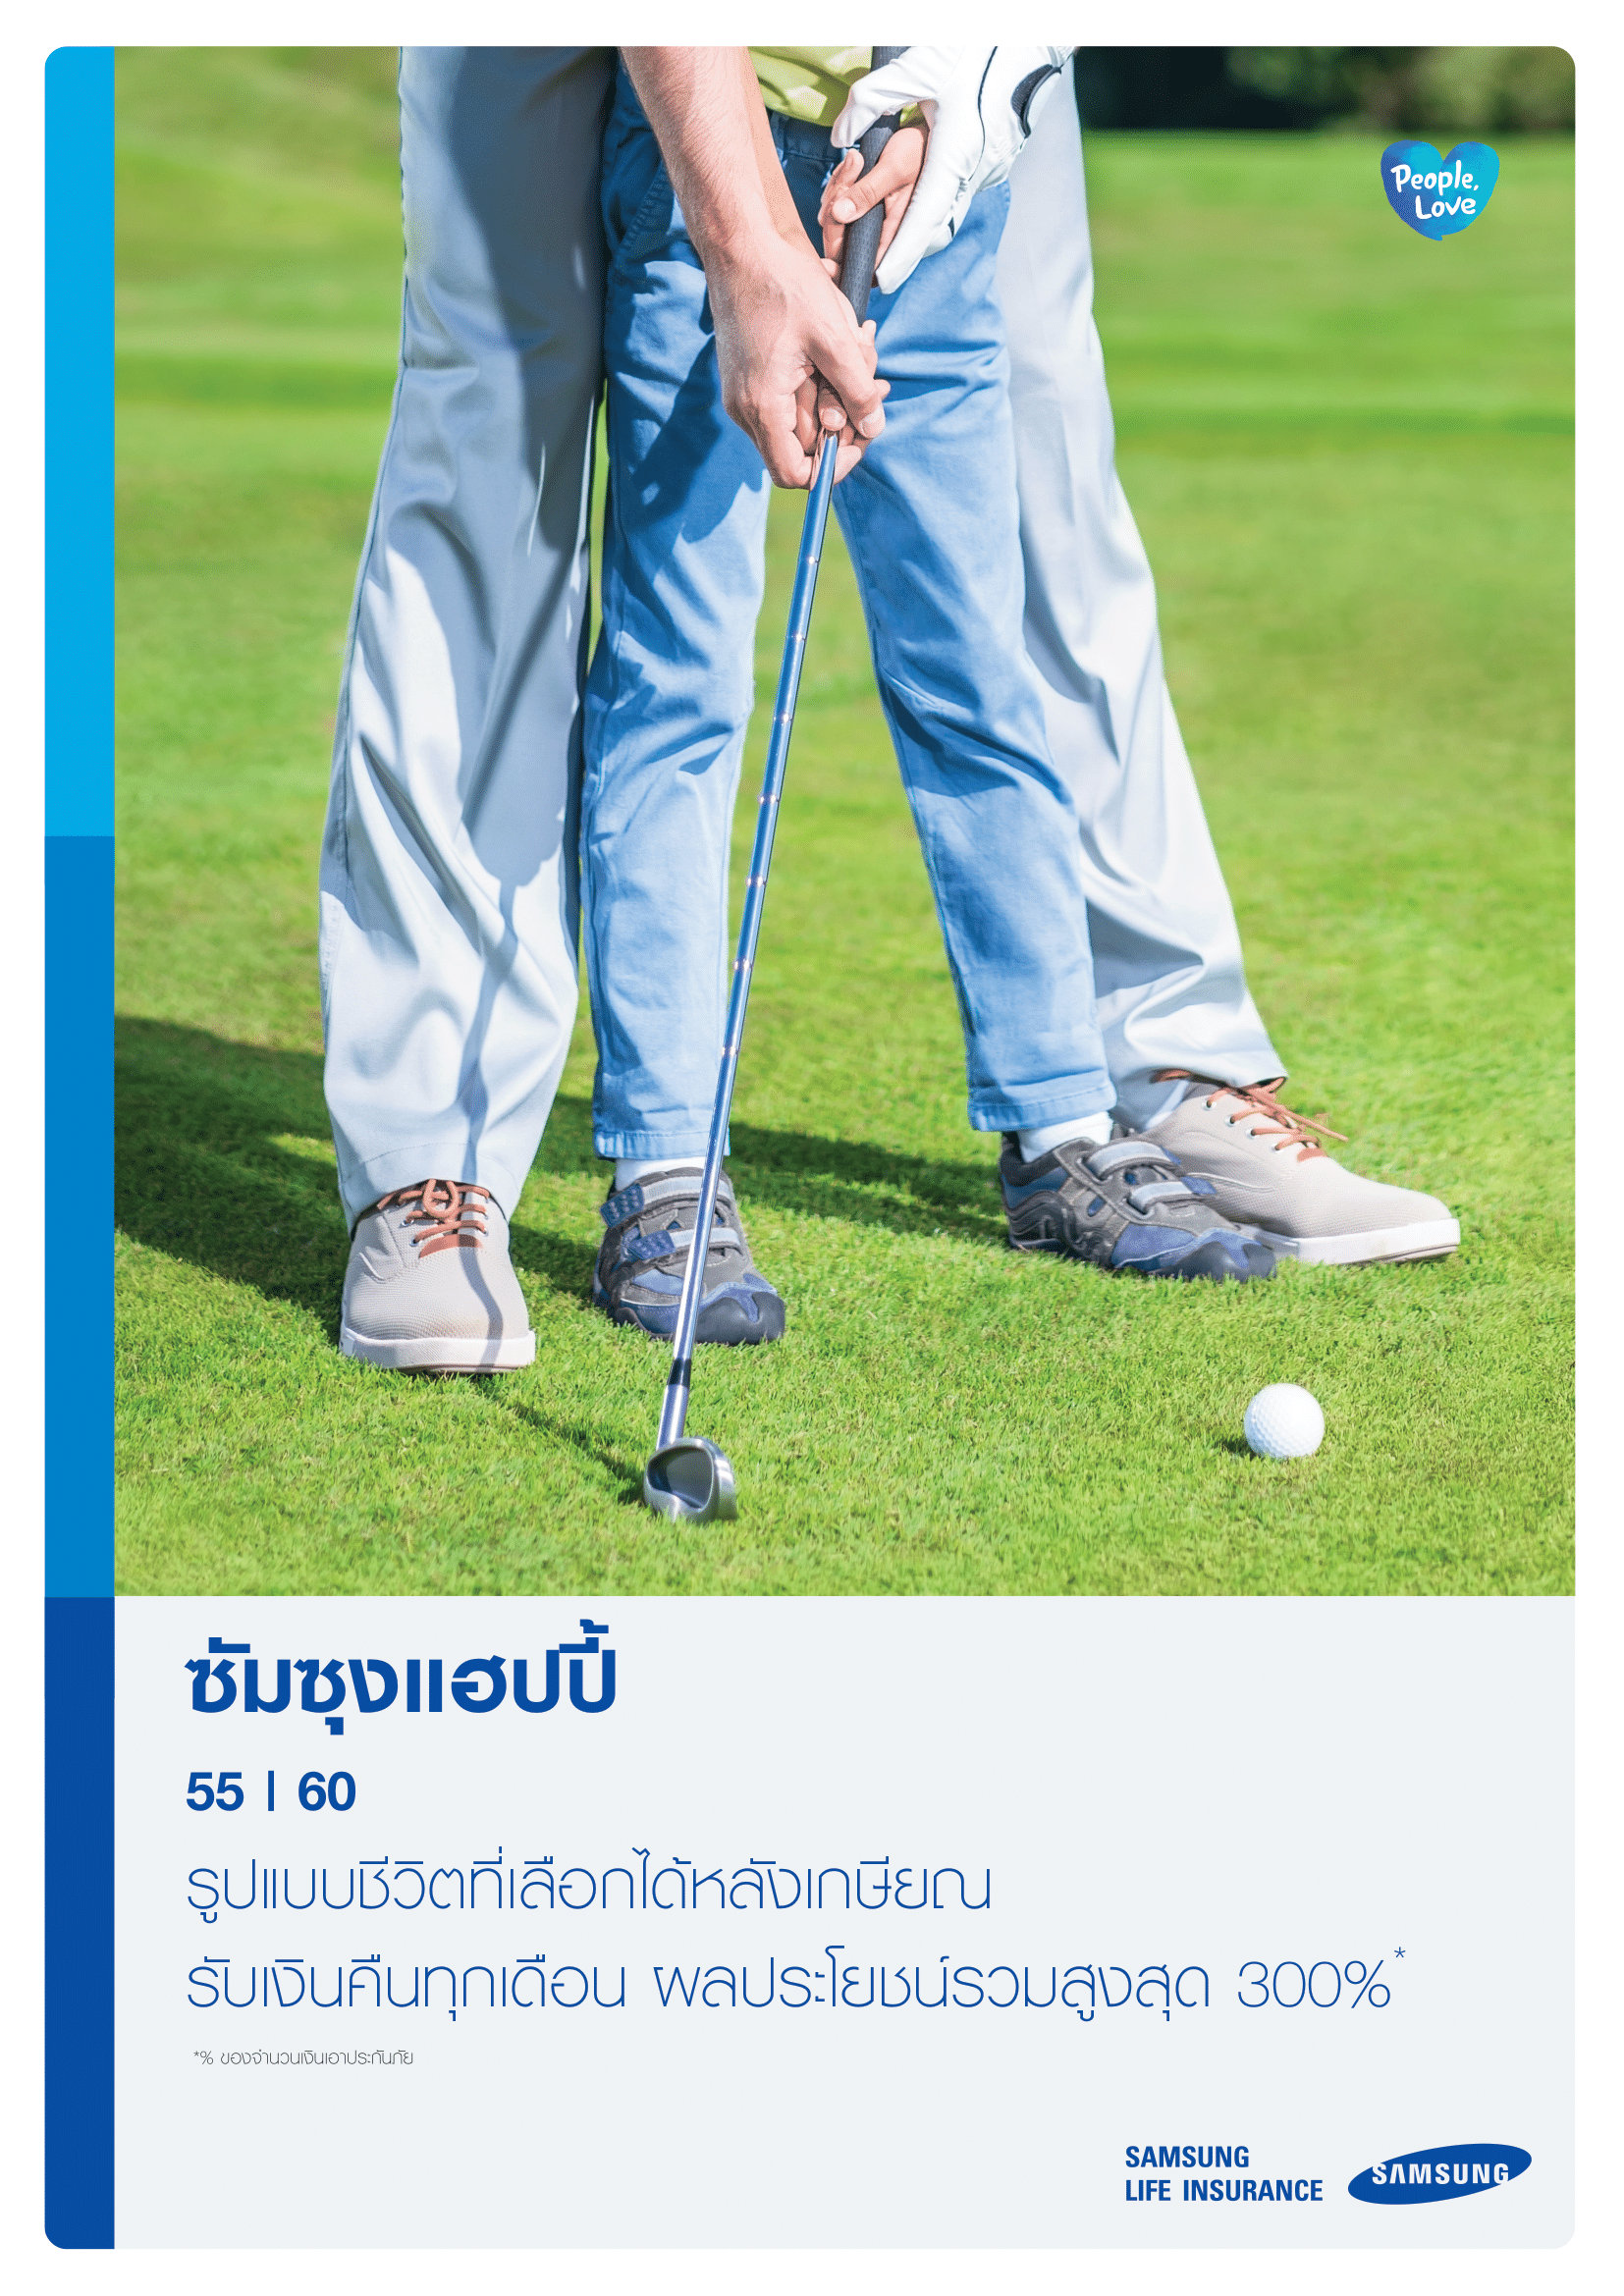 People,
Love
ซัมซุงแฮปปี้
55 | 60
รูปแบบชีวิตที่เลือกได้หลังเกษียณ
รับเงินคืนทุกเดือน ผลประโยชน์รวมสูงสุด 300%*
*% ของจำนวนเงินเอาประกันภัย
SAMSUNG
LIFE INSURANCE
SAMSUNG